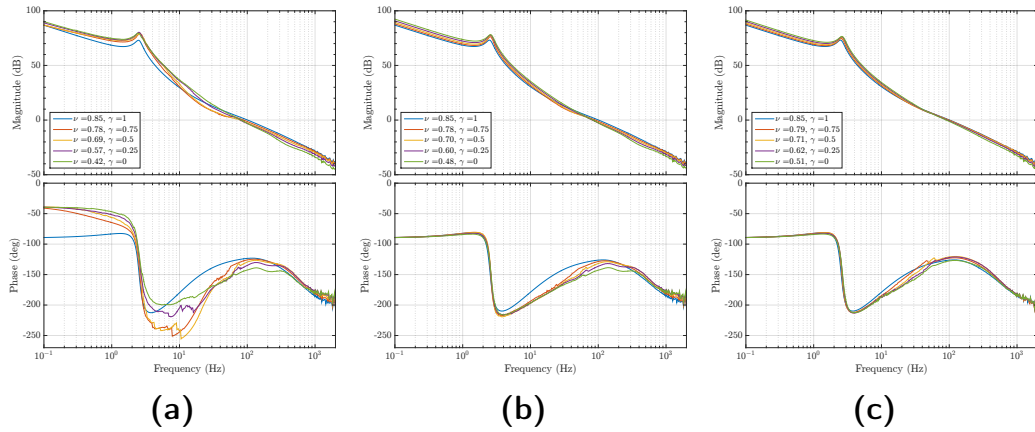 100
50
0
-50
Magnitude (dB)
ν =0.85, γ =1
ν =0.78, γ =0.75
ν =0.69, γ =0.5
ν =0.57, γ =0.25
ν =0.42, γ =0
0
-50
-100
-150
-200
-250
Phase (deg)
10⁻¹ 10⁰ 10¹ 10² 10³
Frequency (Hz)
(a)
100
50
0
-50
Magnitude (dB)
ν =0.85, γ =1
ν =0.78, γ =0.75
ν =0.70, γ =0.5
ν =0.60, γ =0.25
ν =0.48, γ =0
0
-50
-100
-150
-200
-250
Phase (deg)
10⁻¹ 10⁰ 10¹ 10² 10³
Frequency (Hz)
(b)
100
50
0
-50
Magnitude (dB)
ν =0.85, γ =1
ν =0.79, γ =0.75
ν =0.71, γ =0.5
ν =0.62, γ =0.25
ν =0.51, γ =0
0
-50
-100
-150
-200
-250
Phase (deg)
10⁻¹ 10⁰ 10¹ 10² 10³
Frequency (Hz)
(c)